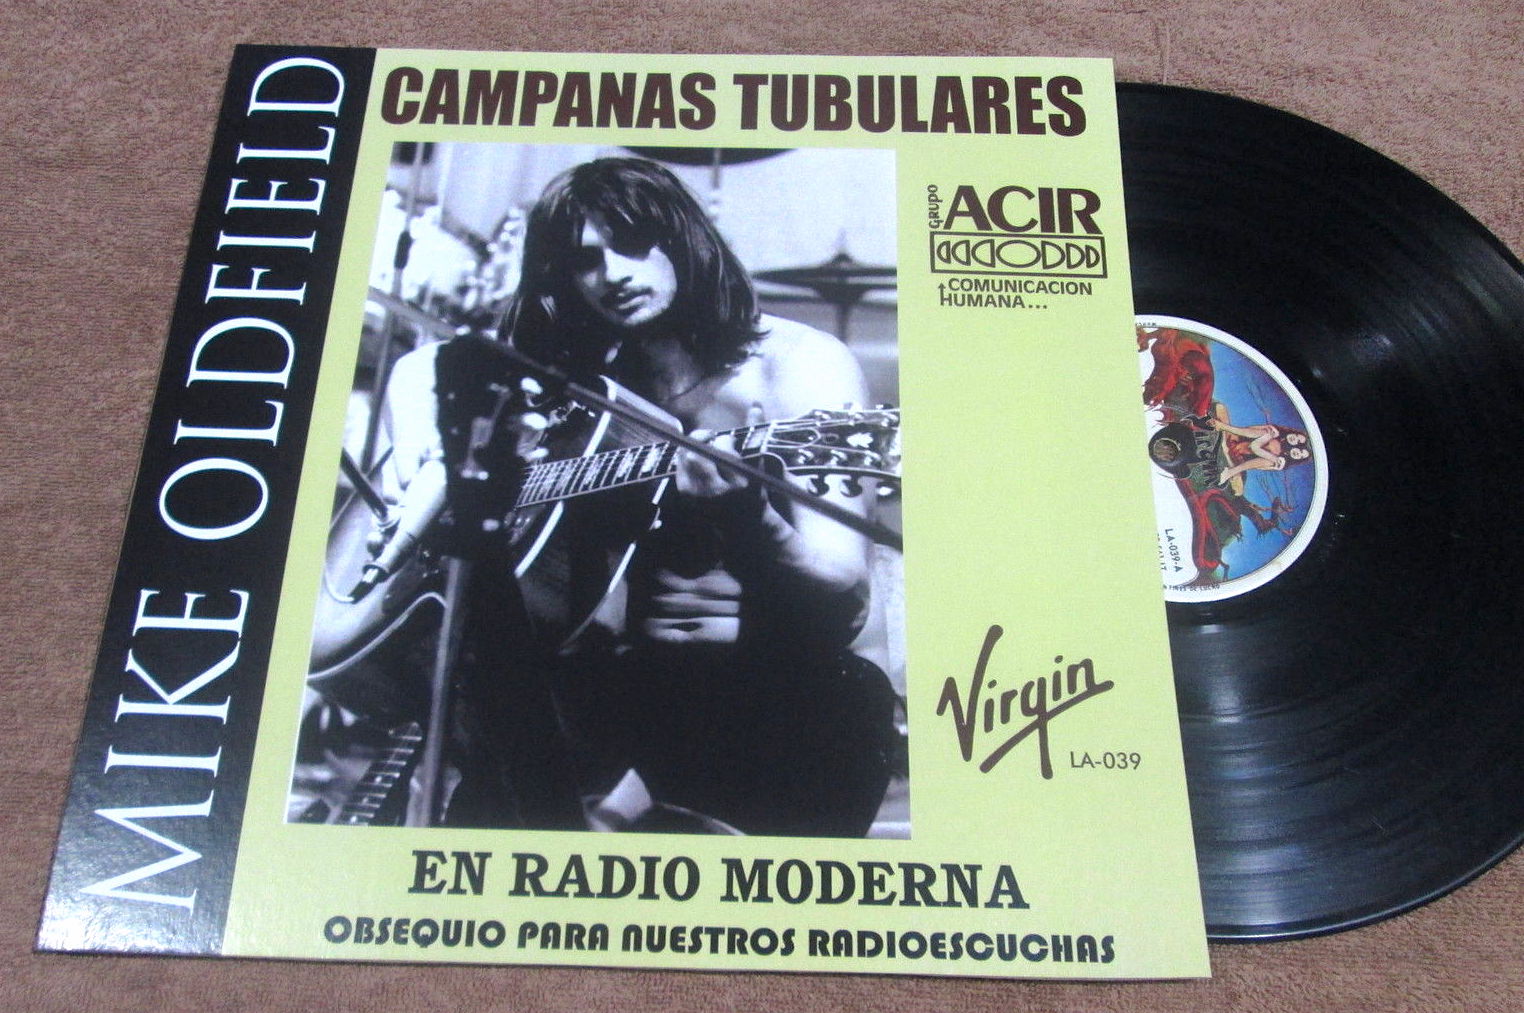 MIKE OLDFIELD
CAMPANAS TUBULARES
GRUPO
ACIR
COMUNICACION
HUMANA...
Virgin
LA-039
LA-039-A
EN RADIO MODERNA
OBSEQUIO PARA NUESTROS RADIOESCUCHAS